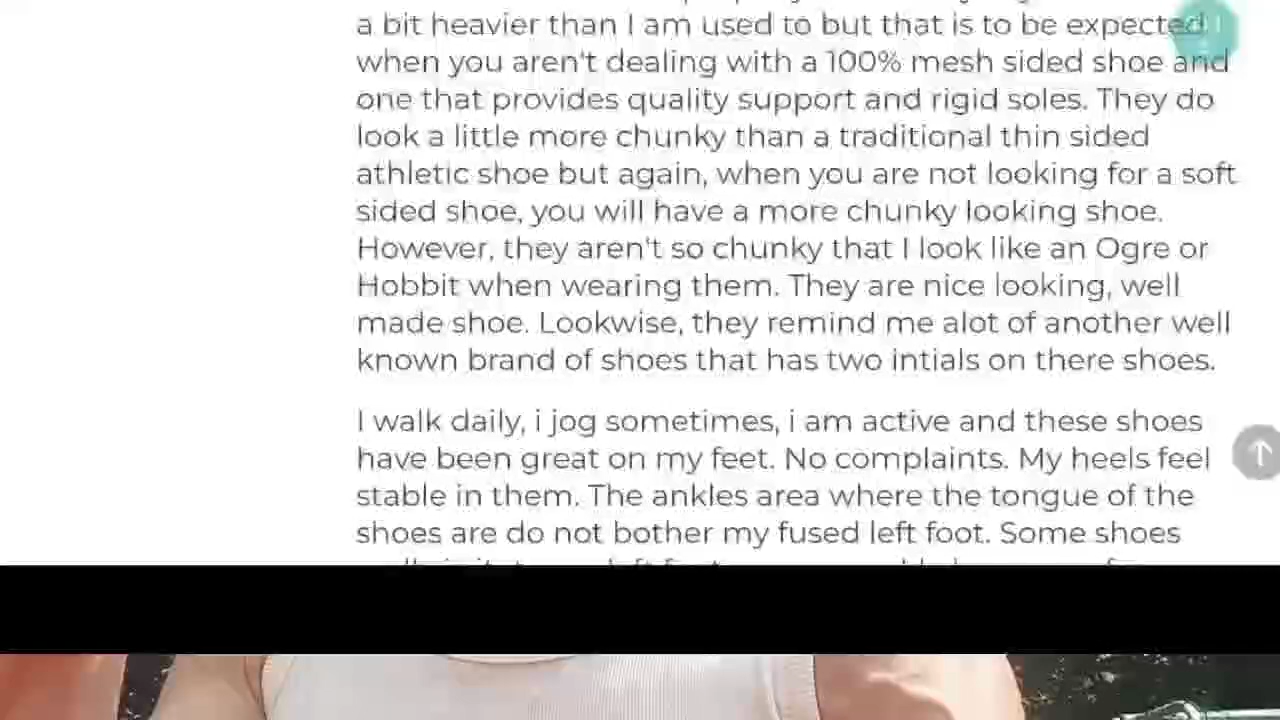 a bit heavier than I am used to but that is to be expected
when you aren't dealing with a 100% mesh sided shoe and
one that provides quality support and rigid soles. They do
look a little more chunky than a traditional thin sided
athletic shoe but again, when you are not looking for a soft
sided shoe, you will have a more chunky looking shoe.
However, they aren't so chunky that I look like an Ogre or
Hobbit when wearing them. They are nice looking, well
made shoe. Lookwise, they remind me alot of another well
known brand of shoes that has two intials on there shoes.
I walk daily, i jog sometimes, i am active and these shoes
have been great on my feet. No complaints. My heels feel
stable in them. The ankles area where the tongue of the
shoes are do not bother my fused left foot. Some shoes